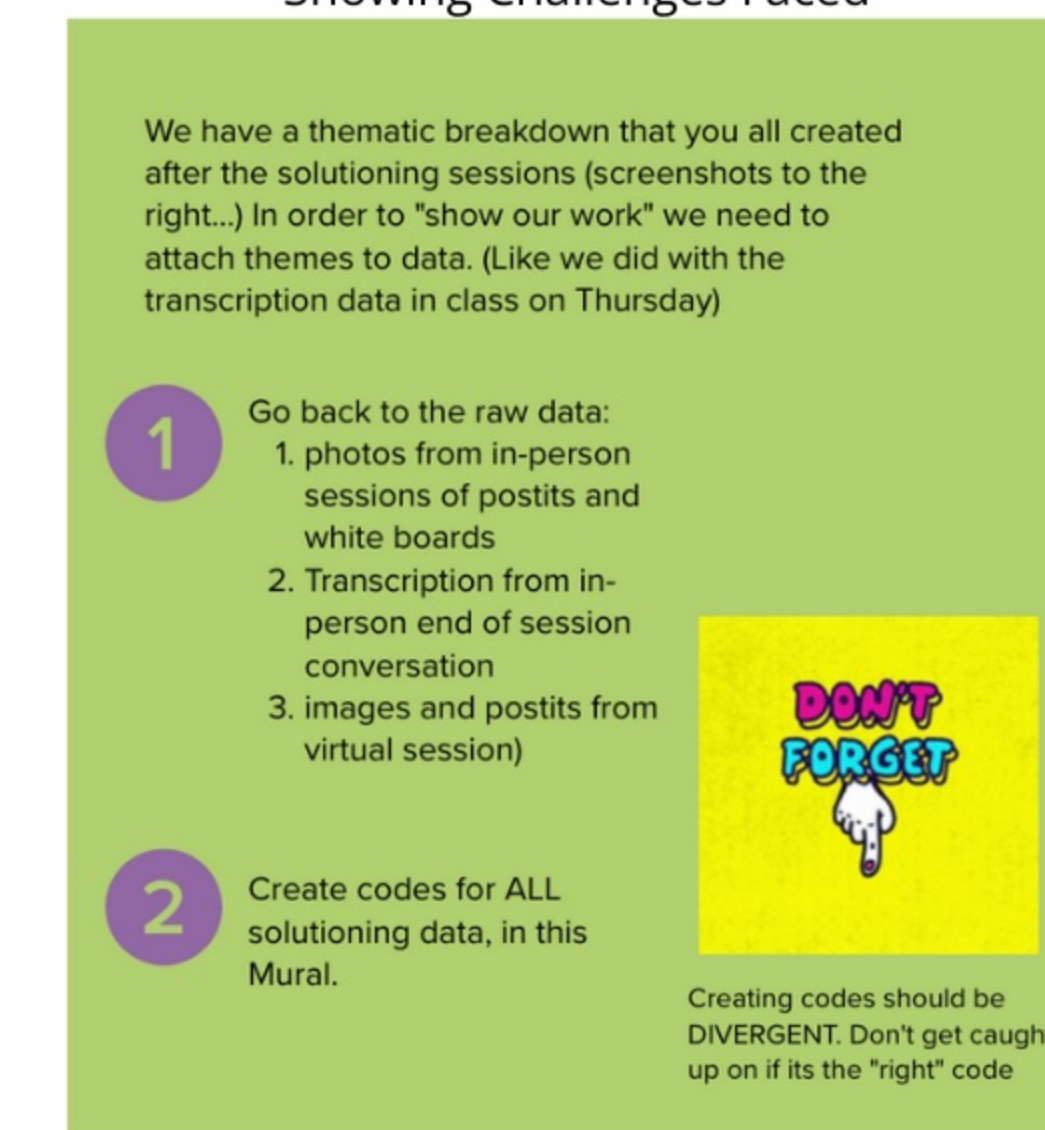 Showing Challenges Faced
We have a thematic breakdown that you all created
after the solutioning sessions (screenshots to the
right...) In order to "show our work" we need to
attach themes to data. (Like we did with the
transcription data in class on Thursday)
1
Go back to the raw data:
1. photos from in-person
sessions of postits and
white boards
2. Transcription from in-
person end of session
conversation
3. images and postits from
virtual session)
2
Create codes for ALL
solutioning data, in this
Mural.
DON'T
FORGET
Creating codes should be
DIVERGENT. Don't get caugh
up on if its the "right" code